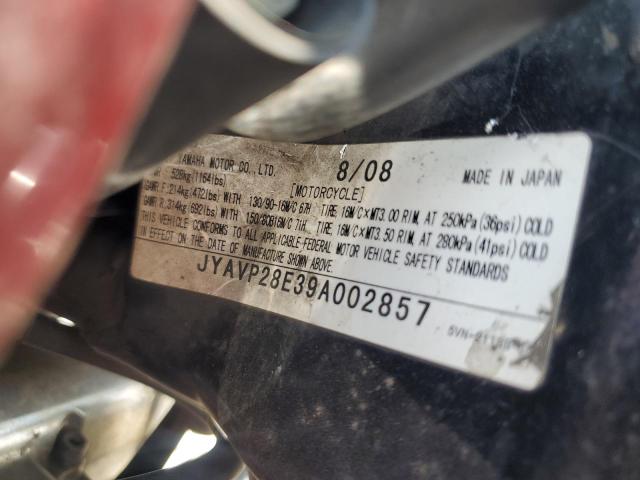 YAMAHA MOTOR CO., LTD. 8/08 MADE IN JAPAN
528kg(1164lbs) [MOTORCYCLE]
GAWR F: 214kg(472lbs) WITH 130/90-16M/C 67H TIRE 16M/C×MT3.00 RIM, AT 250kPa(36psi)COLD
GAWR R: 314kg(692lbs) WITH 150/80B16M/C 71H TIRE 16M/C×MT3.50 RIM, AT 280kPa(41psi)COLD
THIS VEHICLE CONFORMS TO ALL APPLICABLE FEDERAL MOTOR VEHICLE SAFETY STANDARDS
IN EFFECT ON THE DATE OF MANUFACTURE SHOWN ABOVE.
JYAVP28E39A002857